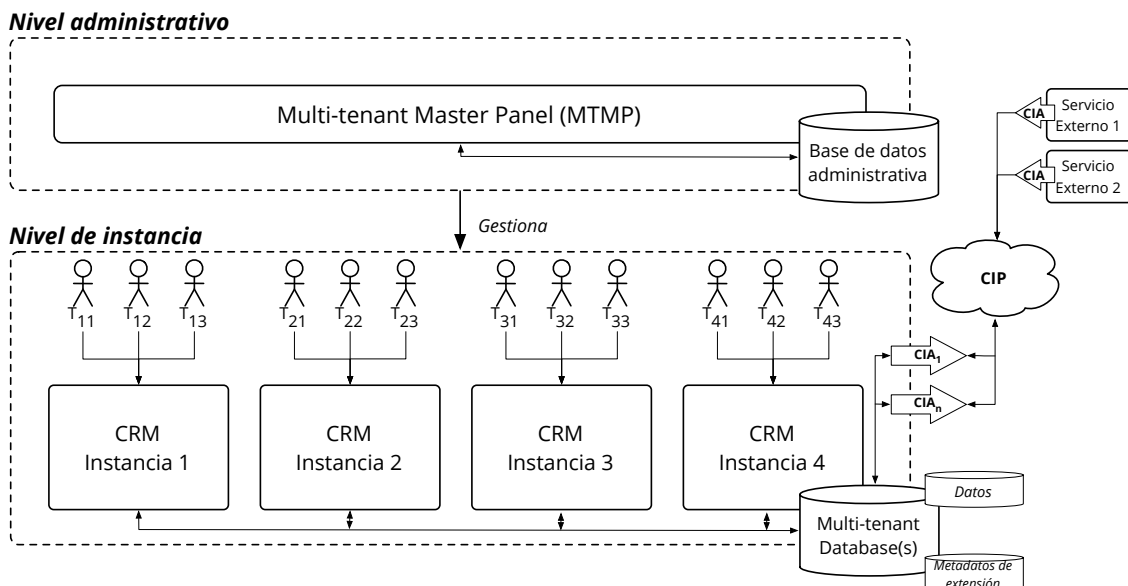 Nivel administrativo
Multi-tenant Master Panel (MTMP)
Base de datos
administrativa
CIA
Servicio
Externo 1
CIA
Servicio
Externo 2
Gestiona
Nivel de instancia
CIP
T11
T12
T13
T21
T22
T23
T31
T32
T33
T41
T42
T43
CIA1
CIAn
CRM
Instancia 1
CRM
Instancia 2
CRM
Instancia 3
CRM
Instancia 4
Multi-tenant
Database(s)
Datos
Metadatos de
extensión